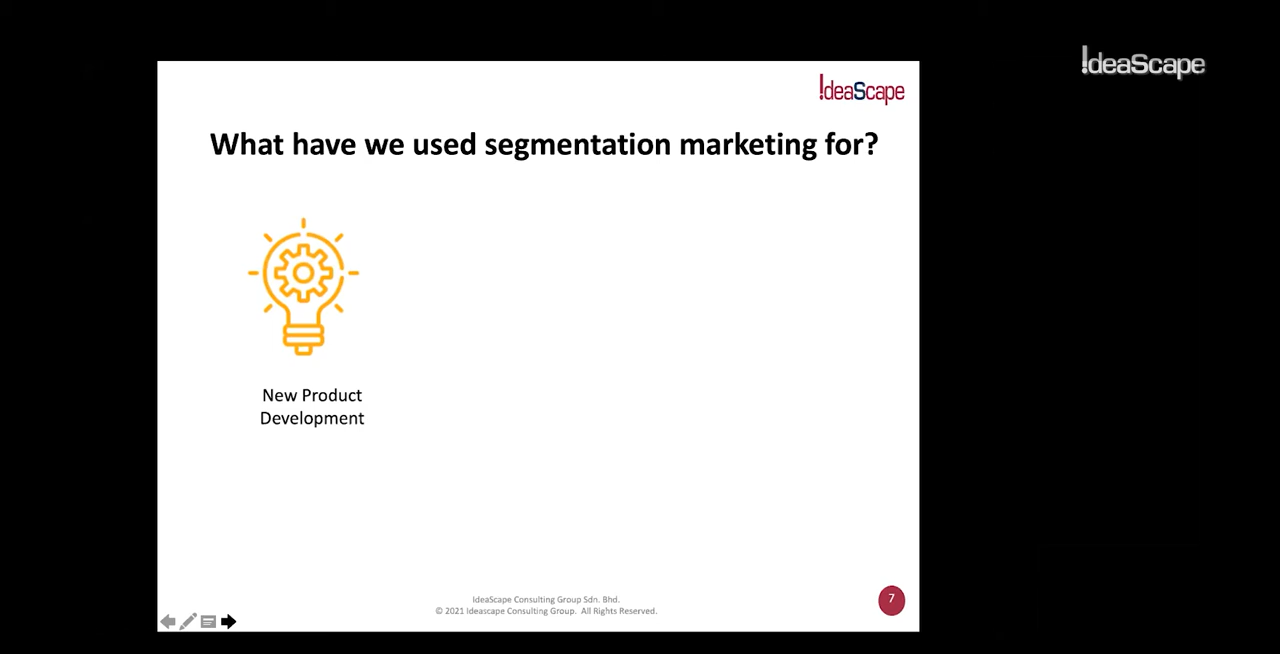 !deaScape
!deaScape
What have we used segmentation marketing for?
New Product
Development
IdeaScape Consulting Group Sdn. Bhd.
© 2021 Ideascape Consulting Group. All Rights Reserved.
7